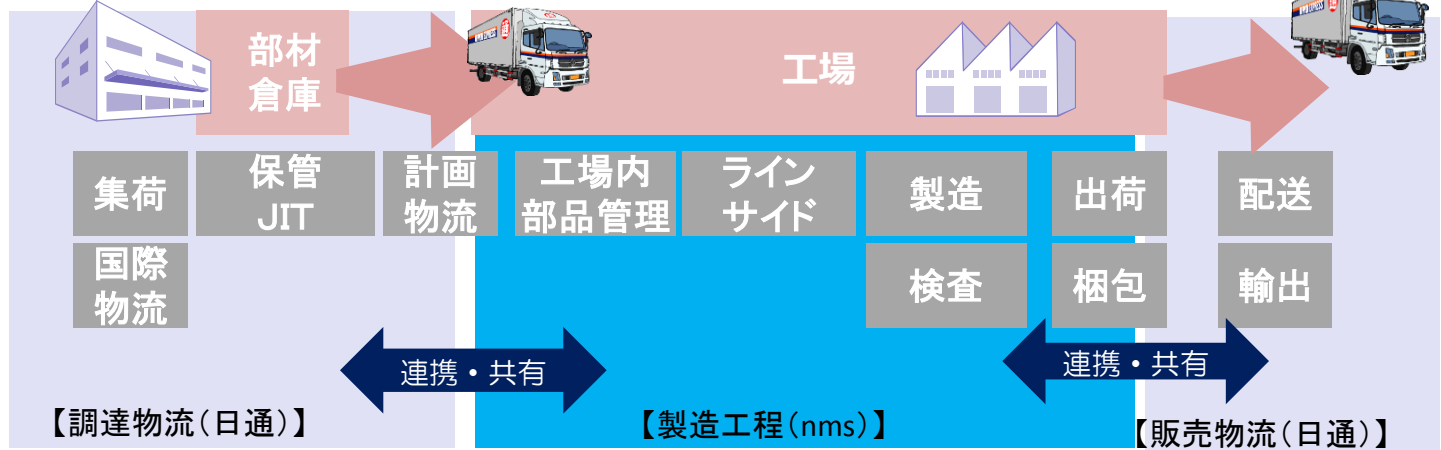 部材
倉庫
工場
集荷
保管
JIT
計画
物流
工場内
部品管理
ライン
サイド
製造
出荷
配送
国際
物流
検査
梱包
輸出
連携・共有
連携・共有
【調達物流(日通)】
【製造工程(nms)】
【販売物流(日通)】